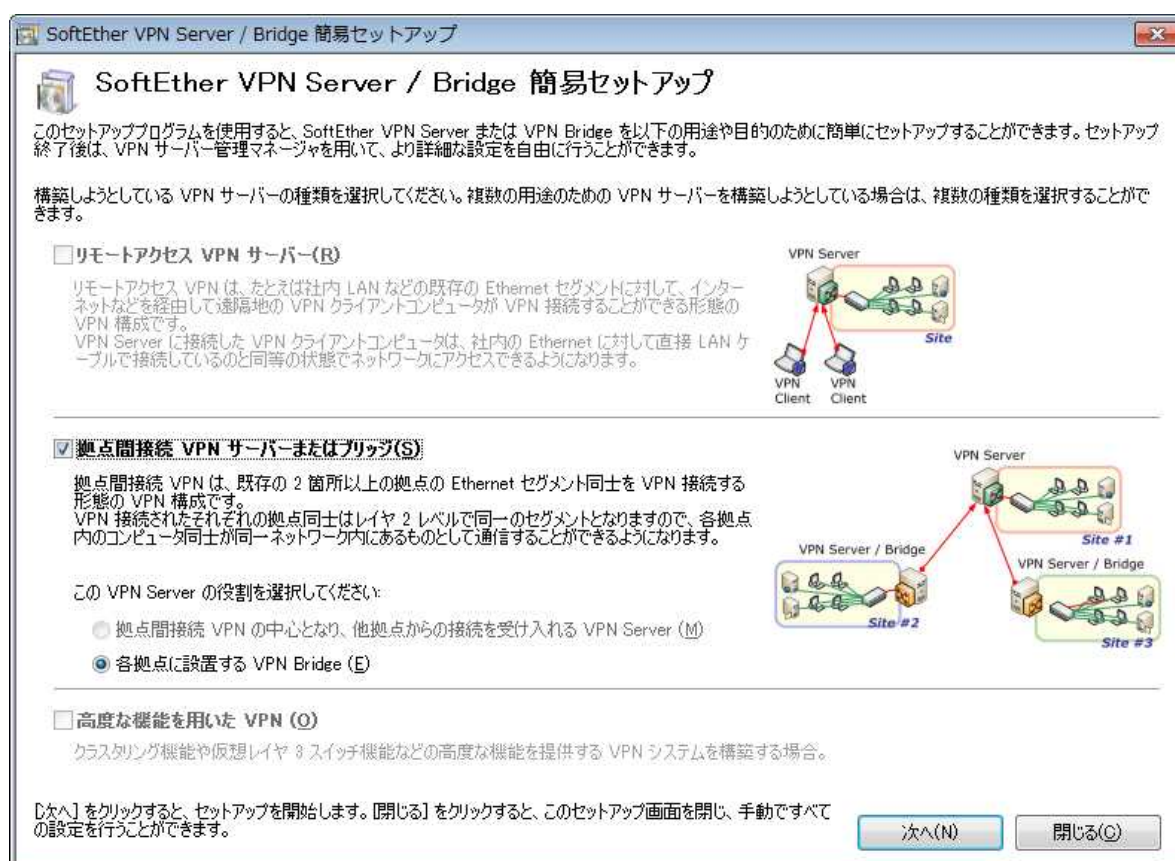 SoftEther VPN Server / Bridge 簡易セットアップ
SoftEther VPN Server / Bridge 簡易セットアップ
このセットアッププログラムを使用すると、SoftEther VPN Server または VPN Bridge を以下の用途や目的のために簡単にセットアップすることができます。セットアップ
終了後は、VPN サーバー管理マネージャを用いて、より詳細な設定を自由に行うことができます。
構築しようとしている VPN サーバーの種類を選択してください。複数の用途のための VPN サーバーを構築しようとしている場合は、複数の種類を選択することがで
きます。
リモートアクセス VPN サーバー(R)
リモートアクセス VPN は、たとえば社内 LAN などの既存の Ethernet セグメントに対して、インター
ネットなどを経由して遠隔地の VPN クライアントコンピュータが VPN 接続することができる形態の
VPN 構成です。
VPN Server に接続した VPN クライアントコンピュータは、社内の Ethernet に対して直接 LAN ケ
ーブルで接続しているのと同等の状態でネットワークにアクセスできるようになります。
VPN Server
Site
VPN Client
VPN Client
拠点間接続 VPN サーバーまたはブリッジ(S)
拠点間接続 VPN は、既存の 2 箇所以上の拠点の Ethernet セグメント同士を VPN 接続する
形態の VPN 構成です。
VPN 接続されたそれぞれの拠点同士はレイヤ 2 レベルで同一のセグメントとなりますので、各拠点
内のコンピュータ同士が同一ネットワーク内にあるものとして通信することができるようになります。
VPN Server
Site #1
VPN Server / Bridge
Site #2
VPN Server / Bridge
Site #3
この VPN Server の役割を選択してください:
拠点間接続 VPN の中心となり、他拠点からの接続を受け入れる VPN Server (M)
各拠点に設置する VPN Bridge (E)
高度な機能を用いた VPN (O)
クラスタリング機能や仮想レイヤ 3 スイッチ機能などの高度な機能を提供する VPN システムを構築する場合。
[次へ] をクリックすると、セットアップを開始します。[閉じる] をクリックすると、このセットアップ画面を閉じ、手動ですべて
の設定を行うことができます。
次へ(N)
閉じる(C)